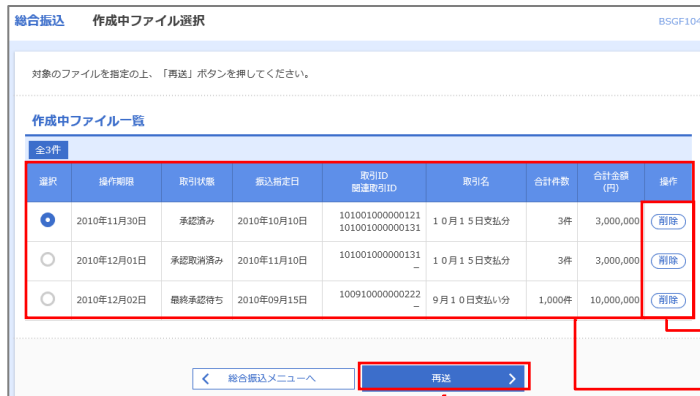 総合振込 作成中ファイル選択 BSGF104
対象のファイルを指定の上、「再送」ボタンを押してください。
作成中ファイル一覧
全3件
選択 操作期限 取引状態 振込指定日 取引ID 取引名 合計件数 合計金額 操作
関連取引ID (円)
2010年11月30日 承認済み 2010年10月10日 101001000000121 10月15日支払分 3件 3,000,000 削除
101001000000131
2010年12月01日 承認取消済み 2010年11月10日 101001000000131 10月15日支払分 3件 3,000,000 削除
–
2010年12月02日 最終承認待ち 2010年09月15日 100910000000222 9月10日支払い分 1,000件 10,000,000 削除
–
総合振込メニューへ 再送